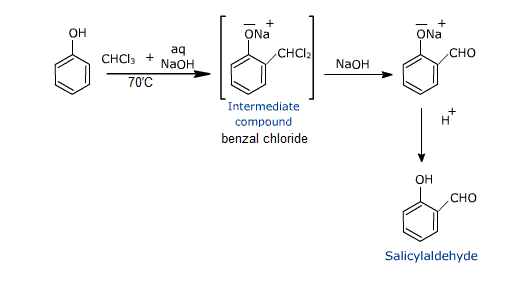 OH
CHCl₃ + aq NaOH
70'C
— +
ONa
CHCl₂
Intermediate
compound
benzal chloride
NaOH
— +
ONa
CHO
H⁺
OH
CHO
Salicylaldehyde